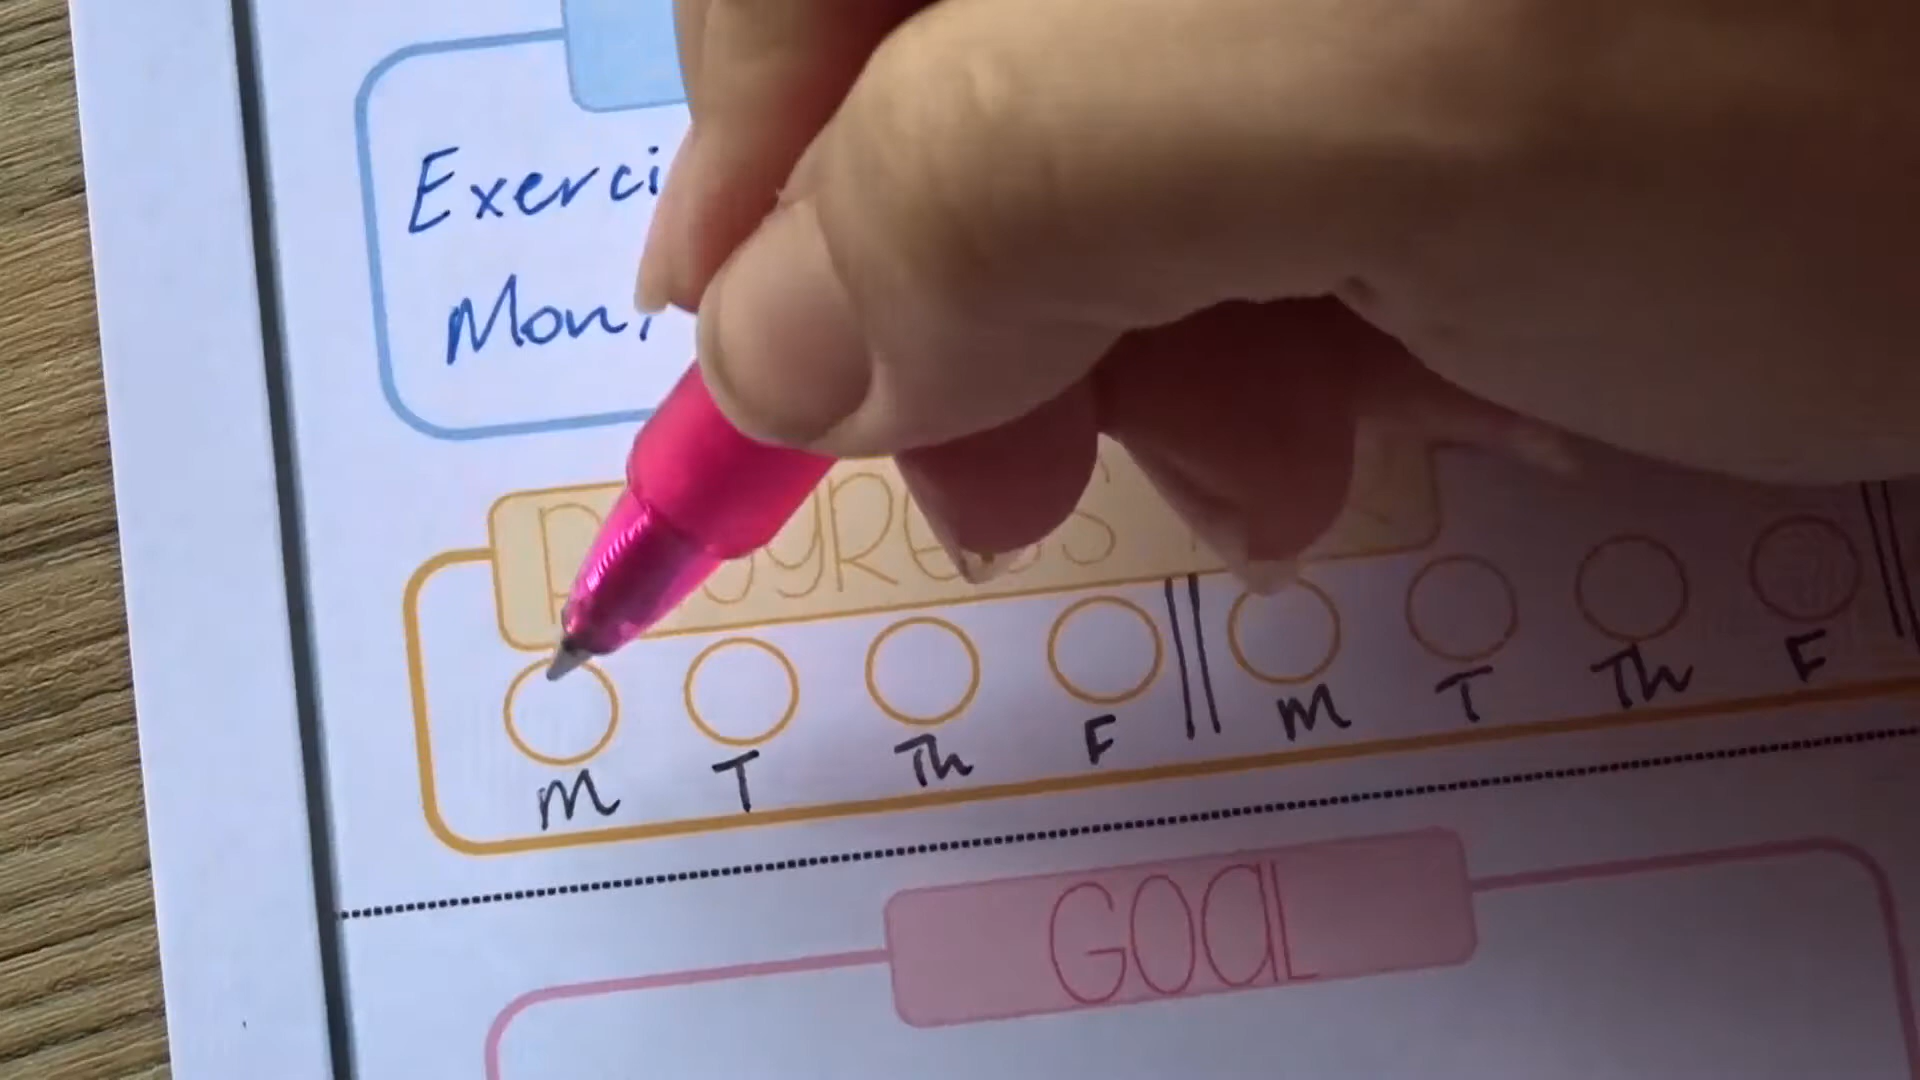 Exerci
Mon,
PROGRESS
M T Th F || M T Th F ||
GOAL